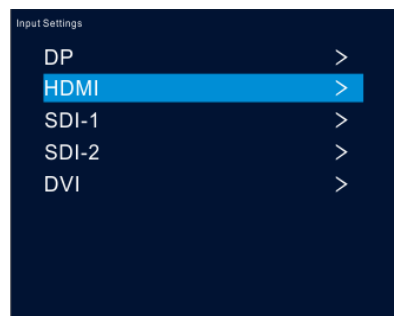 Input Settings
DP >
HDMI >
SDI-1 >
SDI-2 >
DVI >